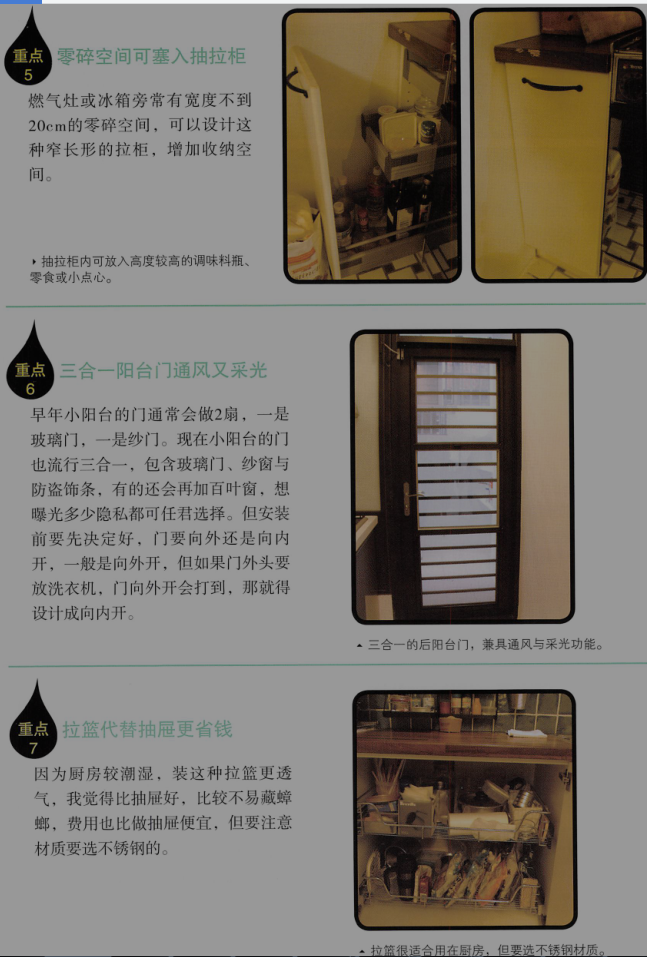 重点
5
零碎空间可塞入抽拉柜
燃气灶或冰箱旁常有宽度不到
20cm的零碎空间，可以设计这
种窄长形的拉柜，增加收纳空
间。
抽拉柜内可放入高度较高的调味料瓶、
零食或小点心。
重点
6
三合一阳台门通风又采光
早年小阳台的门通常会做2扇，一是
玻璃门，一是纱门。现在小阳台的门
也流行三合一，包含玻璃门、纱窗与
防盗饰条，有的还会再加百叶窗，想
曝光多少隐私都可任君选择。但安装
前要先决定好，门要向外还是向内
开，一般是向外开，但如果门外头要
放洗衣机，门向外开会打到，那就得
设计成向内开。
三合一的后阳台门，兼具通风与采光功能。
重点
7
拉篮代替抽屉更省钱
因为厨房较潮湿，装这种拉篮更透
气，我觉得比抽屉好，比较不易藏蟑
螂，费用也比做抽屉便宜，但要注意
材质要选不锈钢的。
拉篮很适合用在厨房，但要选不锈钢材质。